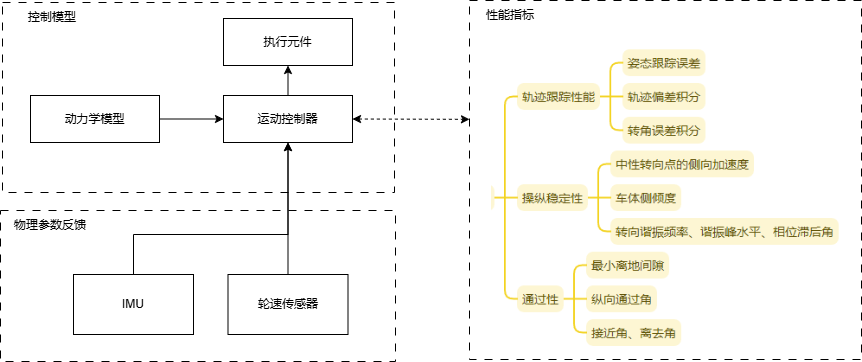 控制模型
执行元件
动力学模型
运动控制器
物理参数反馈
IMU
轮速传感器
性能指标
轨迹跟踪性能
姿态跟踪误差
轨迹偏差积分
转角误差积分
操纵稳定性
中性转向点的侧向加速度
车体侧倾度
转向谐振频率、谐振峰水平、相位滞后角
通过性
最小离地间隙
纵向通过角
接近角、离去角